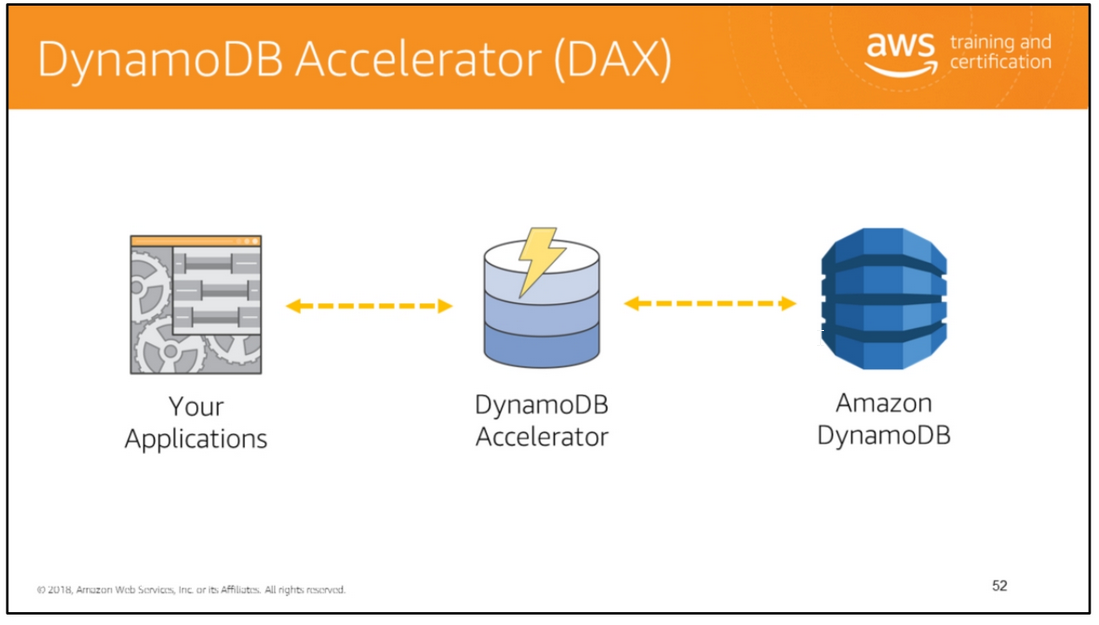 DynamoDB Accelerator (DAX)
aws training and
certification
Your
Applications
DynamoDB
Accelerator
Amazon
DynamoDB
© 2018, Amazon Web Services, Inc. or its Affiliates. All rights reserved.
52